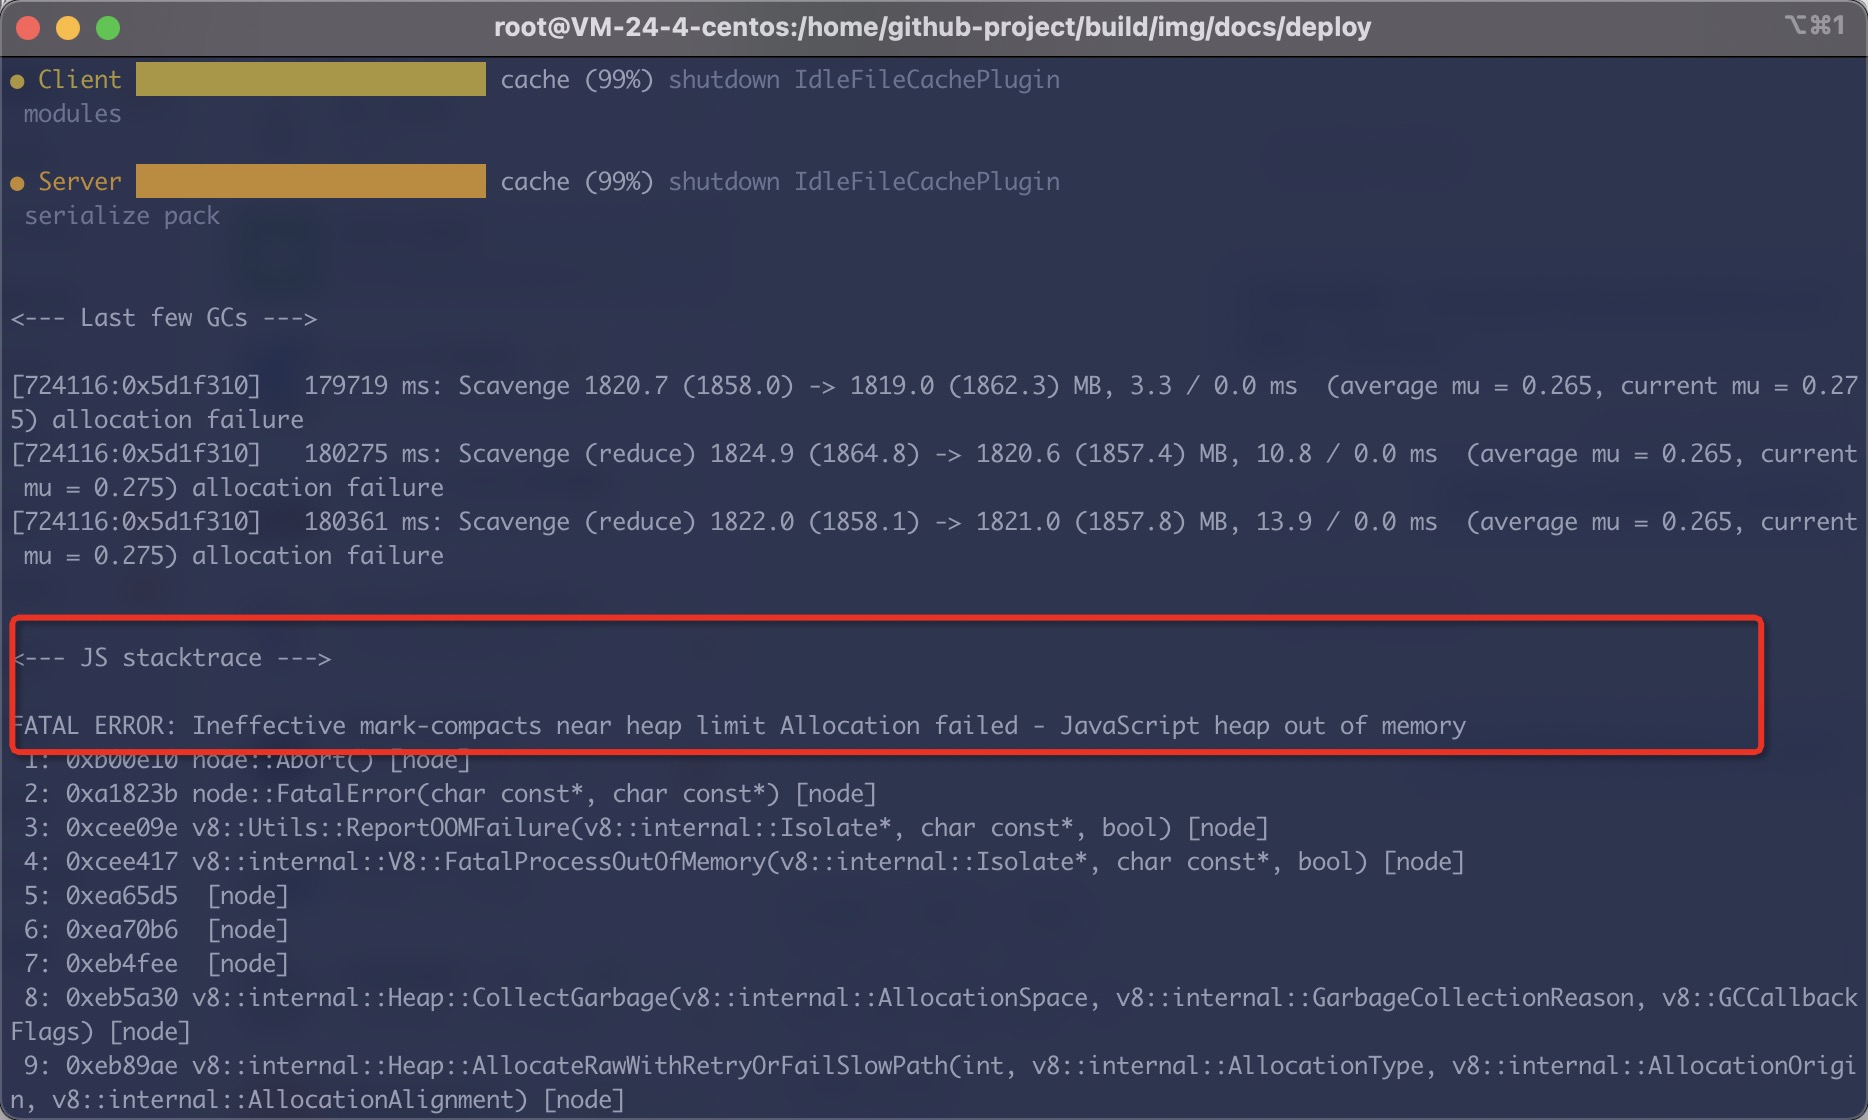 root@VM-24-4-centos:/home/github-project/build/img/docs/deploy
⌥⌘1
● Client cache (99%) shutdown IdleFileCachePlugin
modules
● Server cache (99%) shutdown IdleFileCachePlugin
serialize pack
<--- Last few GCs --->
[724116:0x5d1f310]   179719 ms: Scavenge 1820.7 (1858.0) -> 1819.0 (1862.3) MB, 3.3 / 0.0 ms  (average mu = 0.265, current mu = 0.27
5) allocation failure
[724116:0x5d1f310]   180275 ms: Scavenge (reduce) 1824.9 (1864.8) -> 1820.6 (1857.4) MB, 10.8 / 0.0 ms  (average mu = 0.265, current
mu = 0.275) allocation failure
[724116:0x5d1f310]   180361 ms: Scavenge (reduce) 1822.0 (1858.1) -> 1821.0 (1857.8) MB, 13.9 / 0.0 ms  (average mu = 0.265, current
mu = 0.275) allocation failure
<--- JS stacktrace --->
FATAL ERROR: Ineffective mark-compacts near heap limit Allocation failed - JavaScript heap out of memory
1: 0xb00e10 node::Abort() [node]
2: 0xa1823b node::FatalError(char const*, char const*) [node]
3: 0xcee09e v8::Utils::ReportOOMFailure(v8::internal::Isolate*, char const*, bool) [node]
4: 0xcee417 v8::internal::V8::FatalProcessOutOfMemory(v8::internal::Isolate*, char const*, bool) [node]
5: 0xea65d5  [node]
6: 0xea70b6  [node]
7: 0xeb4fee  [node]
8: 0xeb5a30 v8::internal::Heap::CollectGarbage(v8::internal::AllocationSpace, v8::internal::GarbageCollectionReason, v8::GCCallback
Flags) [node]
9: 0xeb89ae v8::internal::Heap::AllocateRawWithRetryOrFailSlowPath(int, v8::internal::AllocationType, v8::internal::AllocationOrigi
n, v8::internal::AllocationAlignment) [node]